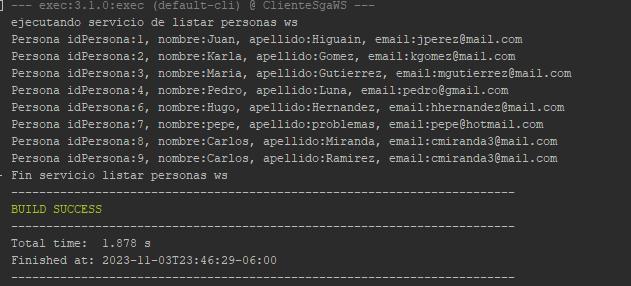 --- exec:3.1.0:exec (default-cli) @ ClienteSgaWS ---
ejecutando servicio de listar personas ws
Persona idPersona:1, nombre:Juan, apellido:Higuain, email:jperez@mail.com
Persona idPersona:2, nombre:Karla, apellido:Gomez, email:kgomez@mail.com
Persona idPersona:3, nombre:Maria, apellido:Gutierrez, email:mgutierrez@mail.com
Persona idPersona:4, nombre:Pedro, apellido:Luna, email:pedro@gmail.com
Persona idPersona:6, nombre:Hugo, apellido:Hernandez, email:hhernandez@mail.com
Persona idPersona:7, nombre:pepe, apellido:problemas, email:pepe@hotmail.com
Persona idPersona:8, nombre:Carlos, apellido:Miranda, email:cmiranda3@mail.com
Persona idPersona:9, nombre:Carlos, apellido:Ramirez, email:cmiranda3@mail.com
Fin servicio listar personas ws
------------------------------------------------------------------------
BUILD SUCCESS
------------------------------------------------------------------------
Total time:  1.878 s
Finished at: 2023-11-03T23:46:29-06:00
------------------------------------------------------------------------